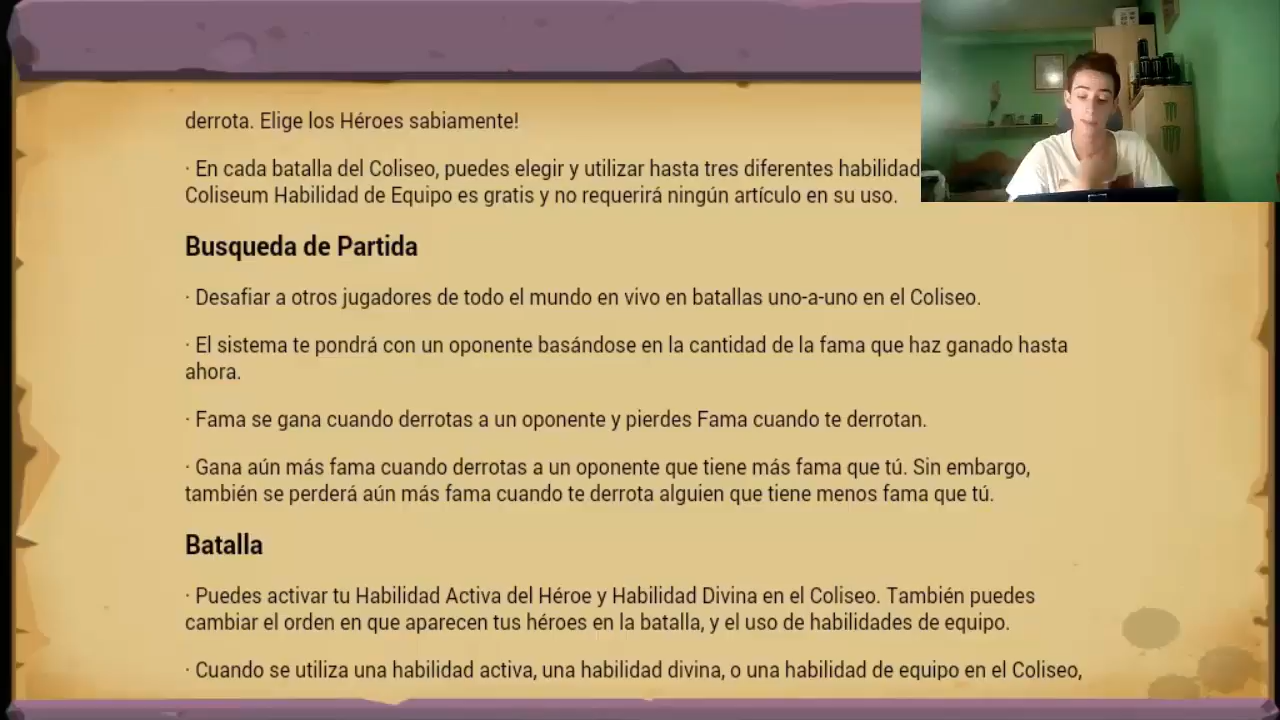 derrota. Elige los Héroes sabiamente!
· En cada batalla del Coliseo, puedes elegir y utilizar hasta tres diferentes habilidad
Coliseum Habilidad de Equipo es gratis y no requerirá ningún artículo en su uso.
Busqueda de Partida
· Desafiar a otros jugadores de todo el mundo en vivo en batallas uno-a-uno en el Coliseo.
· El sistema te pondrá con un oponente basándose en la cantidad de la fama que haz ganado hasta
ahora.
· Fama se gana cuando derrotas a un oponente y pierdes Fama cuando te derrotan.
· Gana aún más fama cuando derrotas a un oponente que tiene más fama que tú. Sin embargo,
también se perderá aún más fama cuando te derrota alguien que tiene menos fama que tú.
Batalla
· Puedes activar tu Habilidad Activa del Héroe y Habilidad Divina en el Coliseo. También puedes
cambiar el orden en que aparecen tus héroes en la batalla, y el uso de habilidades de equipo.
· Cuando se utiliza una habilidad activa, una habilidad divina, o una habilidad de equipo en el Coliseo,